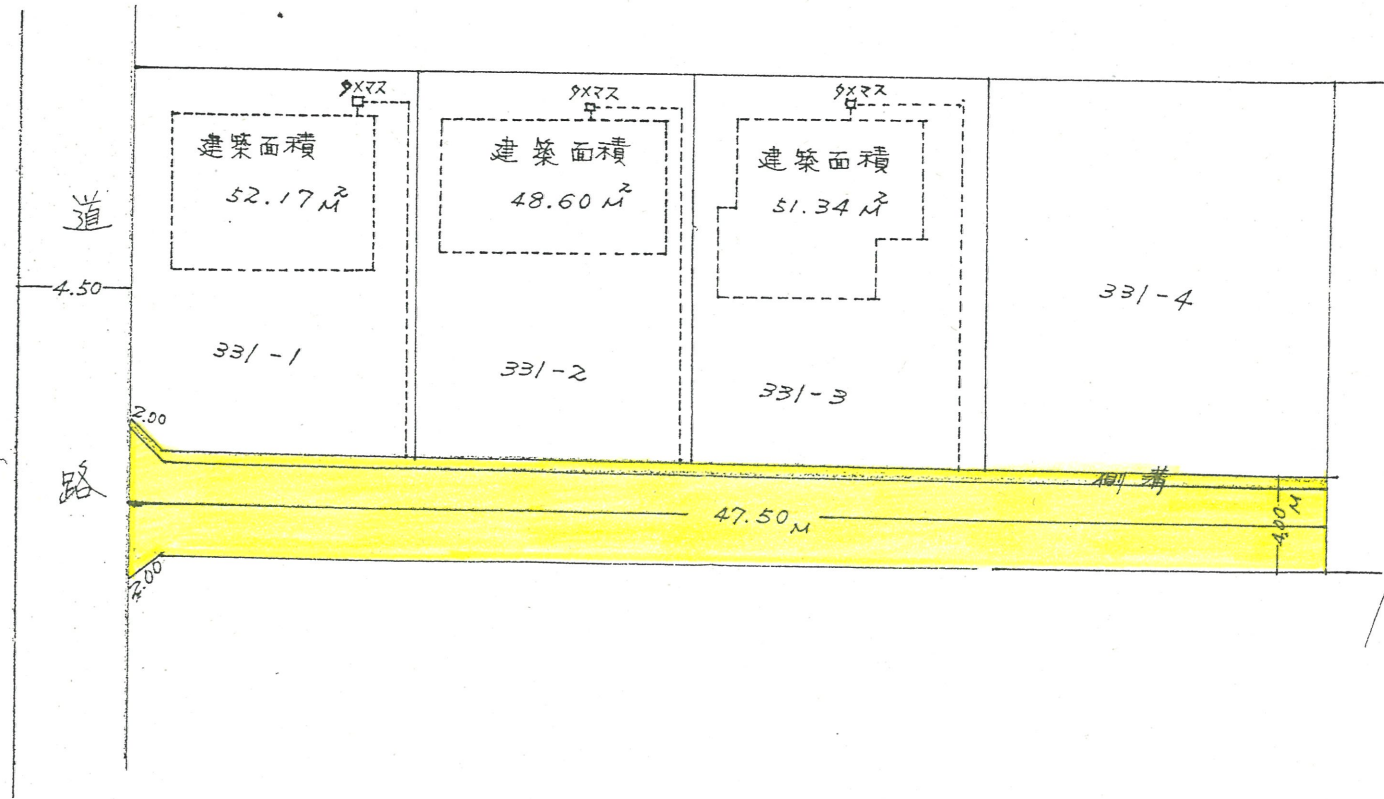 タメマス
タメマス
タメマス
建築面積
52.17㎡
建築面積
48.60㎡
建築面積
51.34㎡
道路
4.50
331-1
331-2
331-3
331-4
2.00
側溝
47.50M
4.00M
2.00